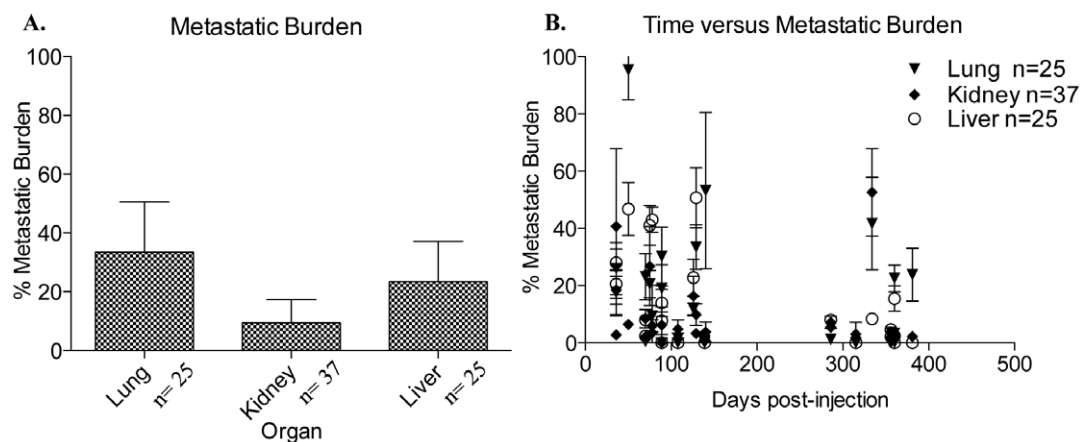 A.
Metastatic Burden
% Metastatic Burden
100
80
60
40
20
0
Lung n= 25
Kidney n= 37
Liver n= 25
Organ
B.
Time versus Metastatic Burden
% Metastatic Burden
100
80
60
40
20
0
0 100 200 300 400 500
Days post-injection
Lung n=25
Kidney n=37
Liver n=25